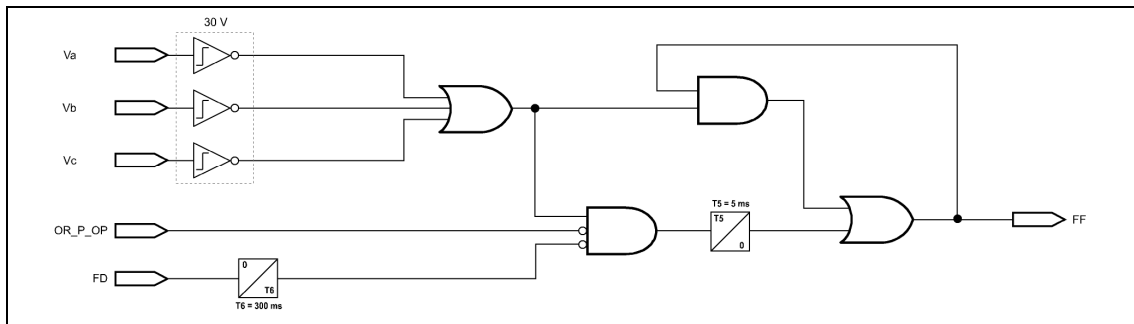 30 V
Va
Vb
Vc
OR_P_OP
FD
0
T6
T6 = 300 ms
T5 = 5 ms
T5
0
FF